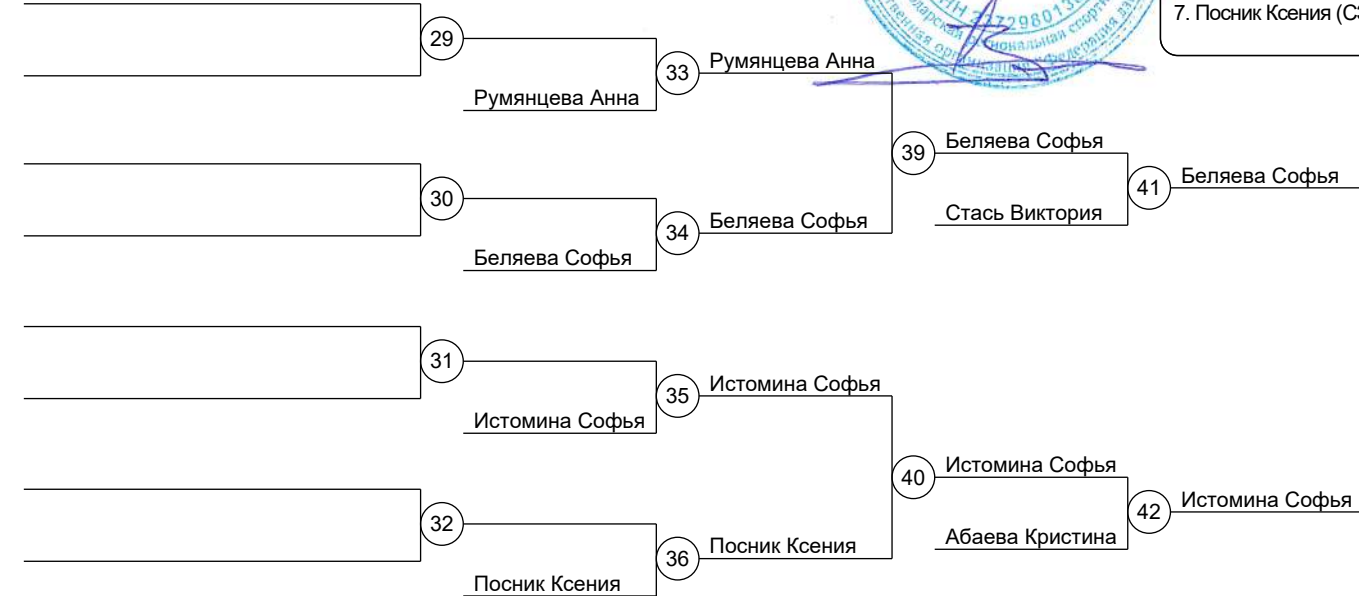 7. Посник Ксения (СЗ
29
Румянцева Анна
33
Румянцева Анна
30
Беляева Софья
34
Беляева Софья
39
Беляева Софья
Стась Виктория
41
Беляева Софья
31
Истомина Софья
35
Истомина Софья
32
Посник Ксения
36
Посник Ксения
40
Истомина Софья
Абаева Кристина
42
Истомина Софья